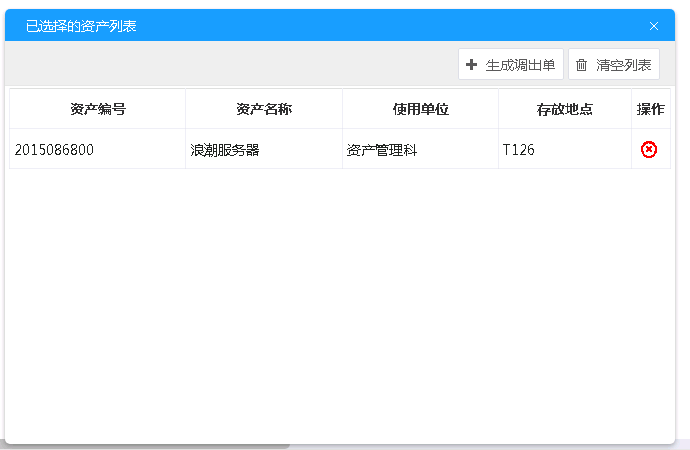 已选择的资产列表
生成调出单 清空列表
资产编号 资产名称 使用单位 存放地点 操作
2015086800 浪潮服务器 资产管理科 T126